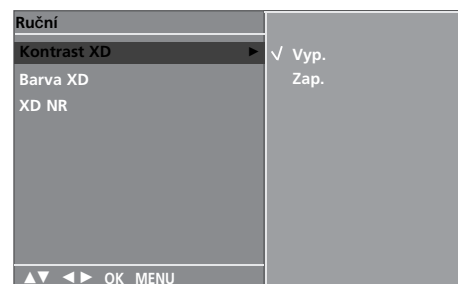 Ruční
Kontrast XD ►
Barva XD
XD NR
√ Vyp.
Zap.
▲▼ ◄► OK MENU